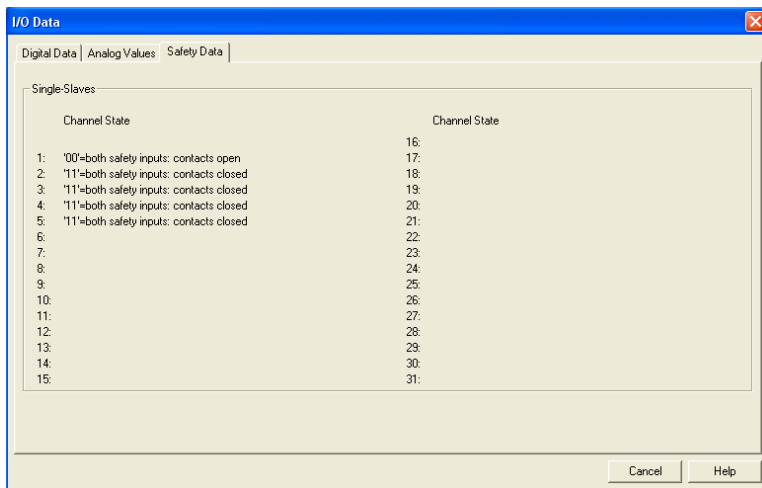 I/O Data
Digital Data Analog Values Safety Data
Single-Slaves
Channel State Channel State
16:
1: '00'=both safety inputs: contacts open 17:
2: '11'=both safety inputs: contacts closed 18:
3: '11'=both safety inputs: contacts closed 19:
4: '11'=both safety inputs: contacts closed 20:
5: '11'=both safety inputs: contacts closed 21:
6: 22:
7: 23:
8: 24:
9: 25:
10: 26:
11: 27:
12: 28:
13: 29:
14: 30:
15: 31:
Cancel Help